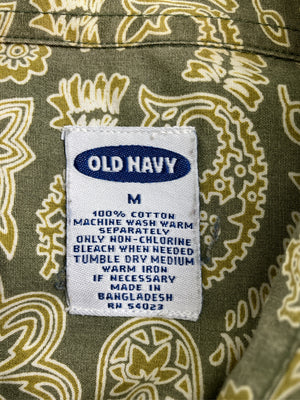 OLD NAVY
M
100% COTTON
MACHINE WASH WARM
SEPARATELY
ONLY NON-CHLORINE
BLEACH WHEN NEEDED
TUMBLE DRY MEDIUM
WARM IRON
IF NECESSARY
MADE IN
BANGLADESH
RN 54023